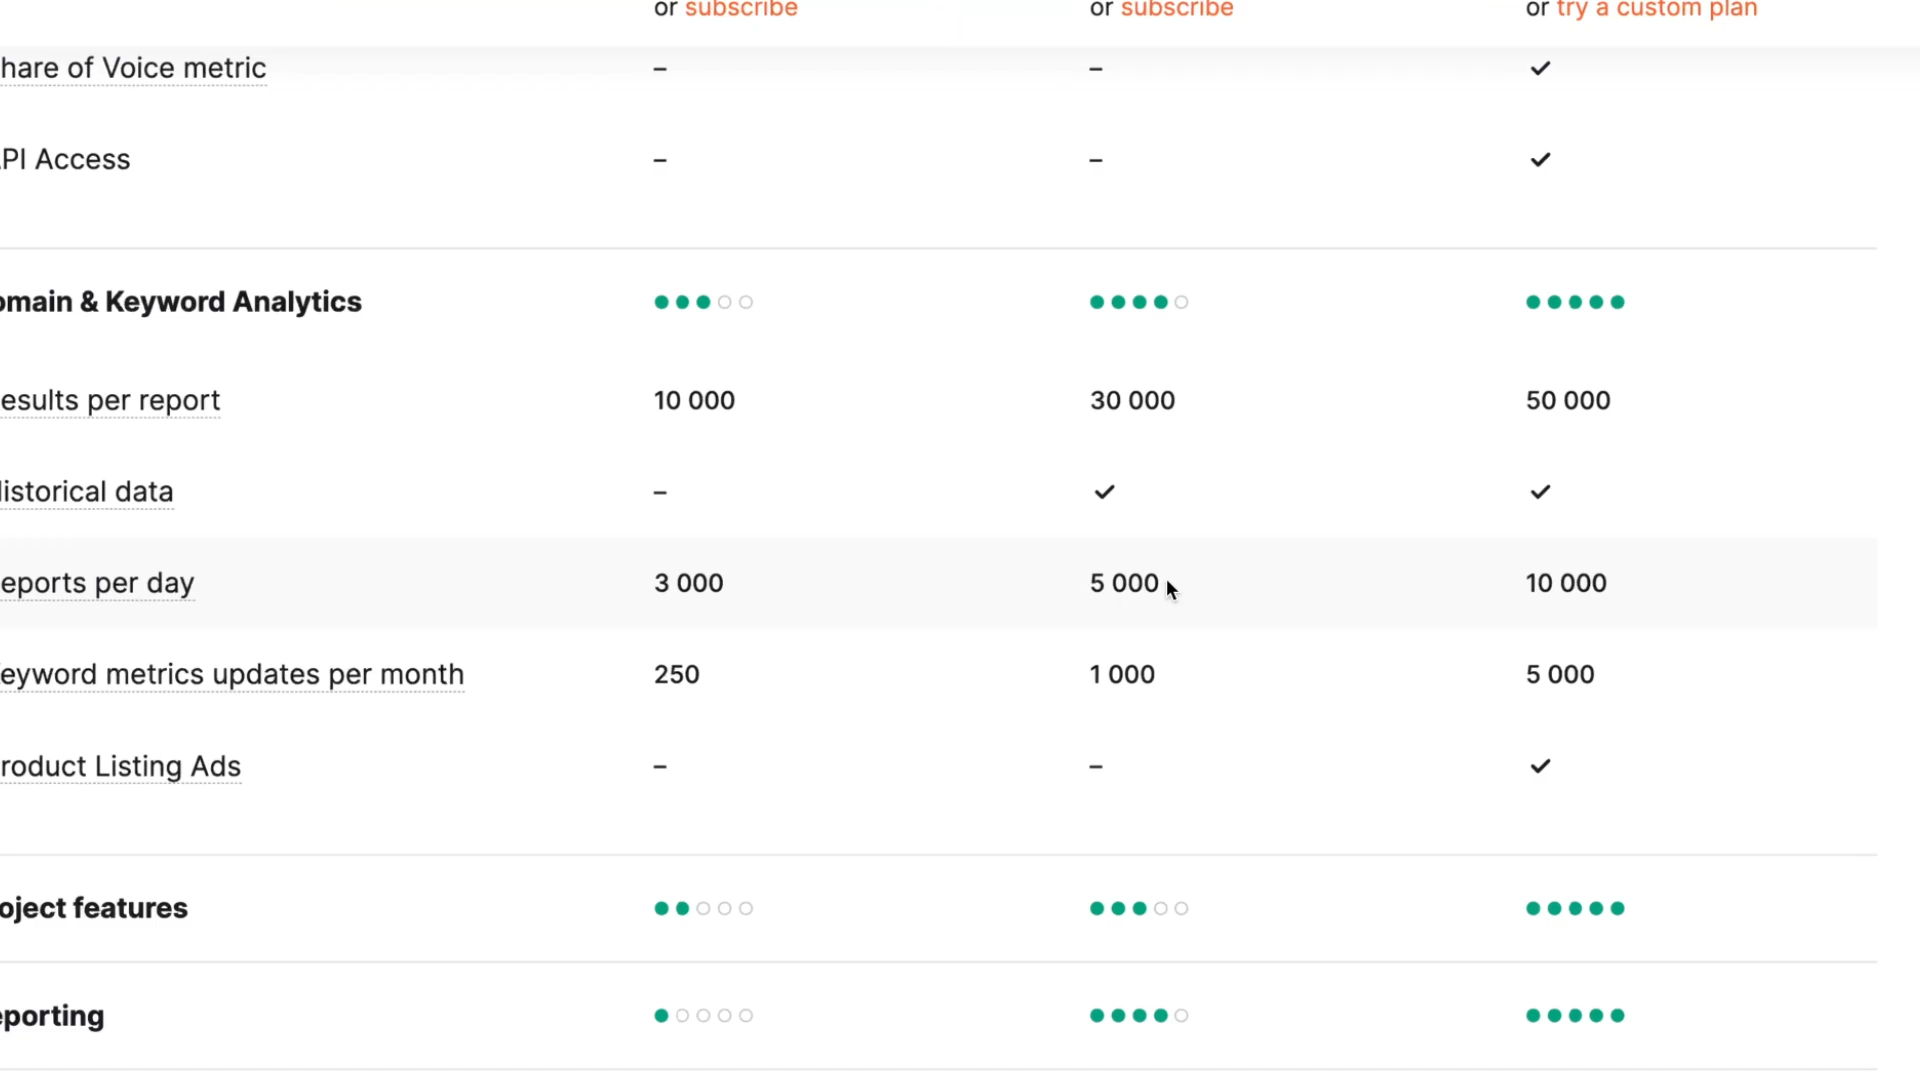 or subscribe or subscribe or try a custom plan
hare of Voice metric – –
PI Access – –
omain & Keyword Analytics
esults per report 10 000 30 000 50 000
istorical data –
eports per day 3 000 5 000 10 000
eyword metrics updates per month 250 1 000 5 000
roduct Listing Ads – –
oject features
eporting